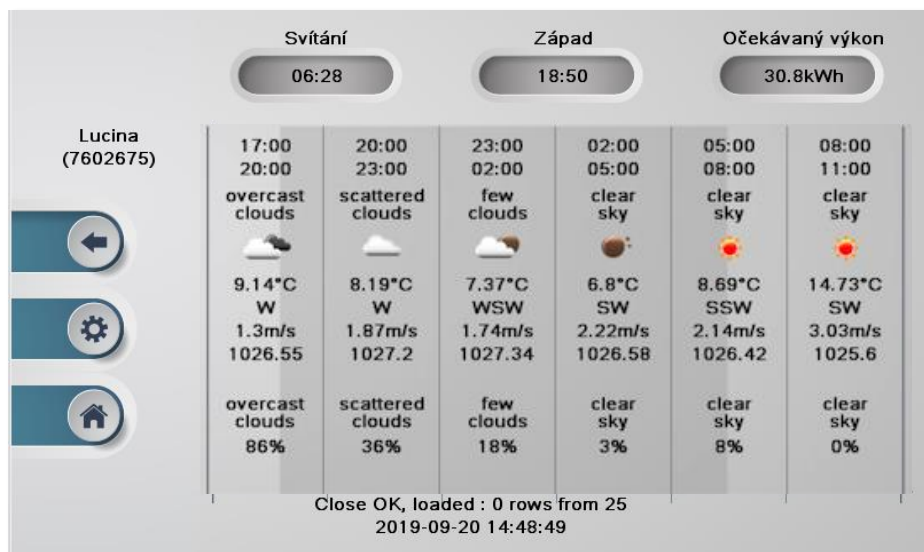 Svítání
Západ
Očekávaný výkon
06:28
18:50
30.8kWh
Lucina
(7602675)
17:00 20:00 23:00 02:00 05:00 08:00
20:00 23:00 02:00 05:00 08:00 11:00
overcast scattered few clear clear clear
clouds clouds clouds sky sky sky
9.14°C 8.19°C 7.37°C 6.8°C 8.69°C 14.73°C
W W WSW SW SSW SW
1.3m/s 1.87m/s 1.74m/s 2.22m/s 2.14m/s 3.03m/s
1026.55 1027.2 1027.34 1026.58 1026.42 1025.6
overcast scattered few clear clear clear
clouds clouds clouds sky sky sky
86% 36% 18% 3% 8% 0%
Close OK, loaded : 0 rows from 25
2019-09-20 14:48:49